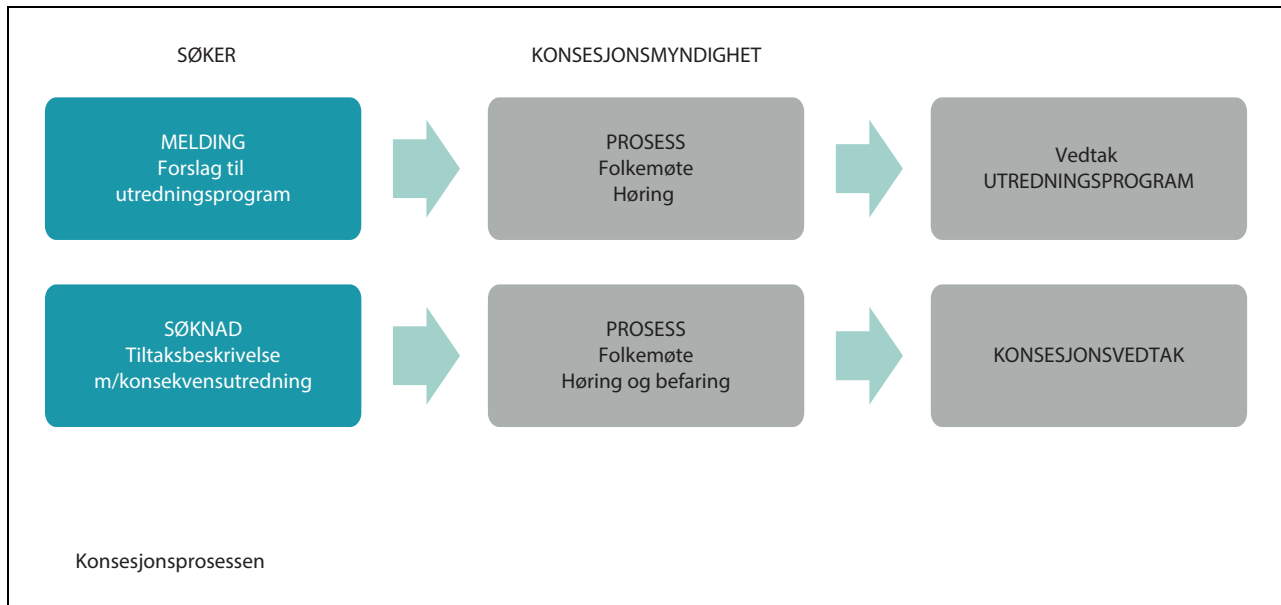 SØKER
KONSESJONSMYNDIGHET
MELDING
Forslag til
utredningsprogram
PROSESS
Folkemøte
Høring
Vedtak
UTREDNINGSPROGRAM
SØKNAD
Tiltaksbeskrivelse
m/konsekvensutredning
PROSESS
Folkemøte
Høring og befaring
KONSESJONSVEDTAK
Konsesjonsprosessen